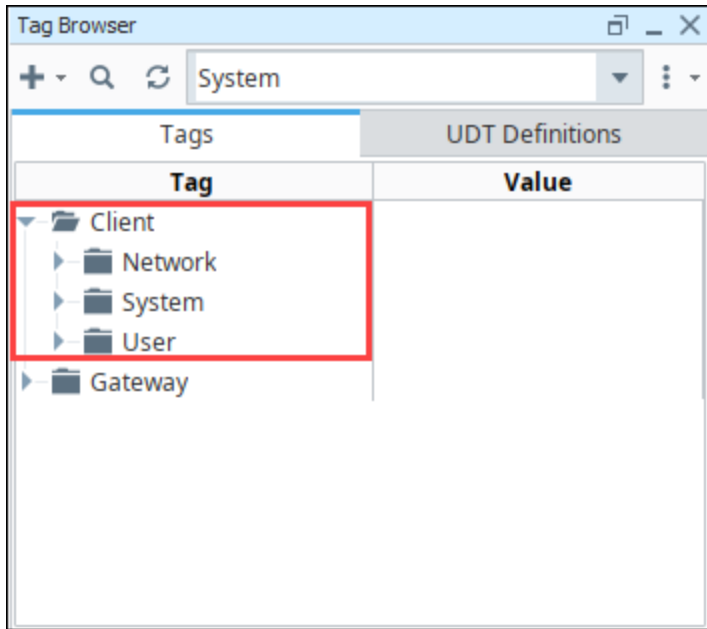 Tag Browser
System
Tags UDT Definitions
Tag Value
Client
Network
System
User
Gateway